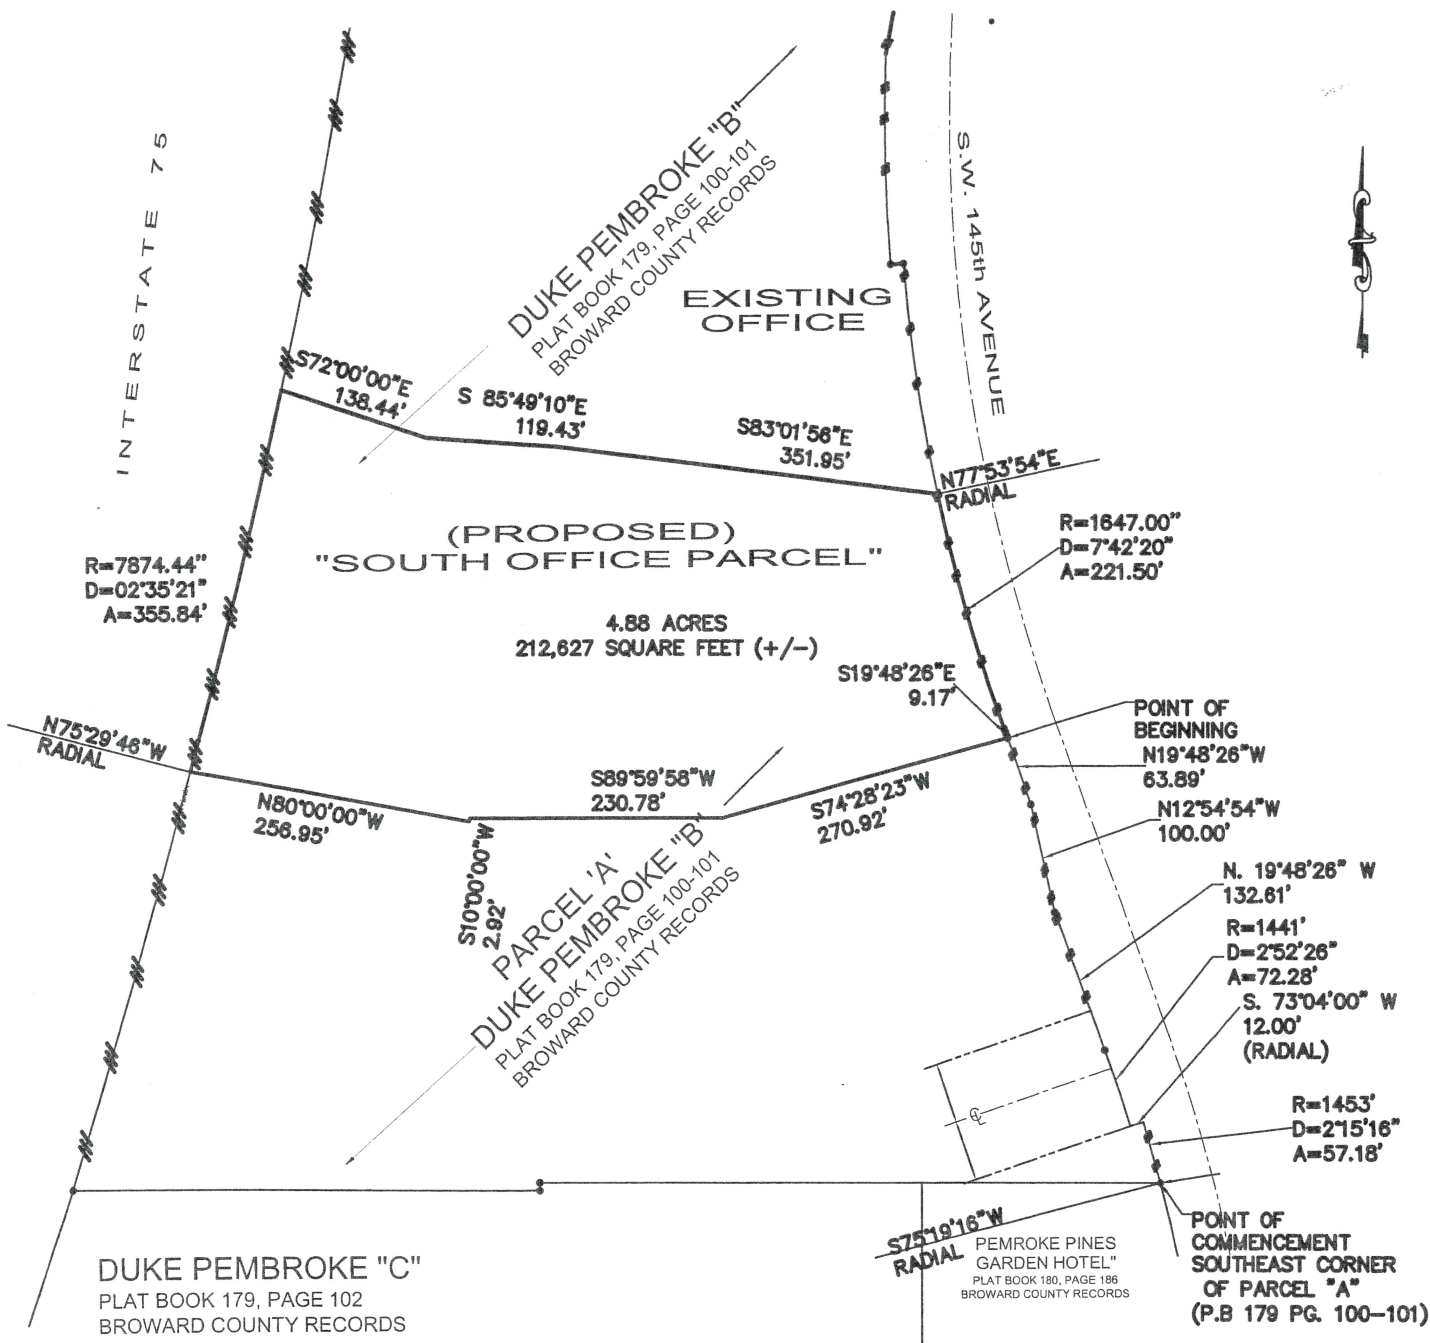 INTERSTATE 75
DUKE PEMBROKE "B"
PLAT BOOK 179, PAGE 100-101
BROWARD COUNTY RECORDS
EXISTING
OFFICE
S.W. 145th AVENUE
S72°00'00"E
138.44'
S 85°49'10"E
119.43'
S83°01'56"E
351.95'
N77°53'54"E
RADIAL
(PROPOSED)
"SOUTH OFFICE PARCEL"
R=1647.00"
D=7°42'20"
A=221.50'
R=7874.44"
D=02°35'21"
A=355.84'
4.88 ACRES
212,627 SQUARE FEET (+/-)
S19°48'26"E
9.17'
N75°29'46"W
RADIAL
POINT OF
BEGINNING
N19°48'26"W
63.89'
N80°00'00"W
256.95'
S89°59'58"W
230.78'
S74°28'23"W
270.92'
N12°54'54"W
100.00'
S10°00'00"W
2.92'
PARCEL 'A'
DUKE PEMBROKE "B"
PLAT BOOK 179, PAGE 100-101
BROWARD COUNTY RECORDS
N. 19°48'26" W
132.61'
R=1441'
D=2°52'26"
A=72.28'
S. 73°04'00" W
12.00'
(RADIAL)
℄
R=1453'
D=2°15'16"
A=57.18'
S75°19'16"W
RADIAL
PEMROKE PINES
GARDEN HOTEL"
PLAT BOOK 180, PAGE 186
BROWARD COUNTY RECORDS
POINT OF
COMMENCEMENT
SOUTHEAST CORNER
OF PARCEL "A"
(P.B 179 PG. 100-101)
DUKE PEMBROKE "C"
PLAT BOOK 179, PAGE 102
BROWARD COUNTY RECORDS